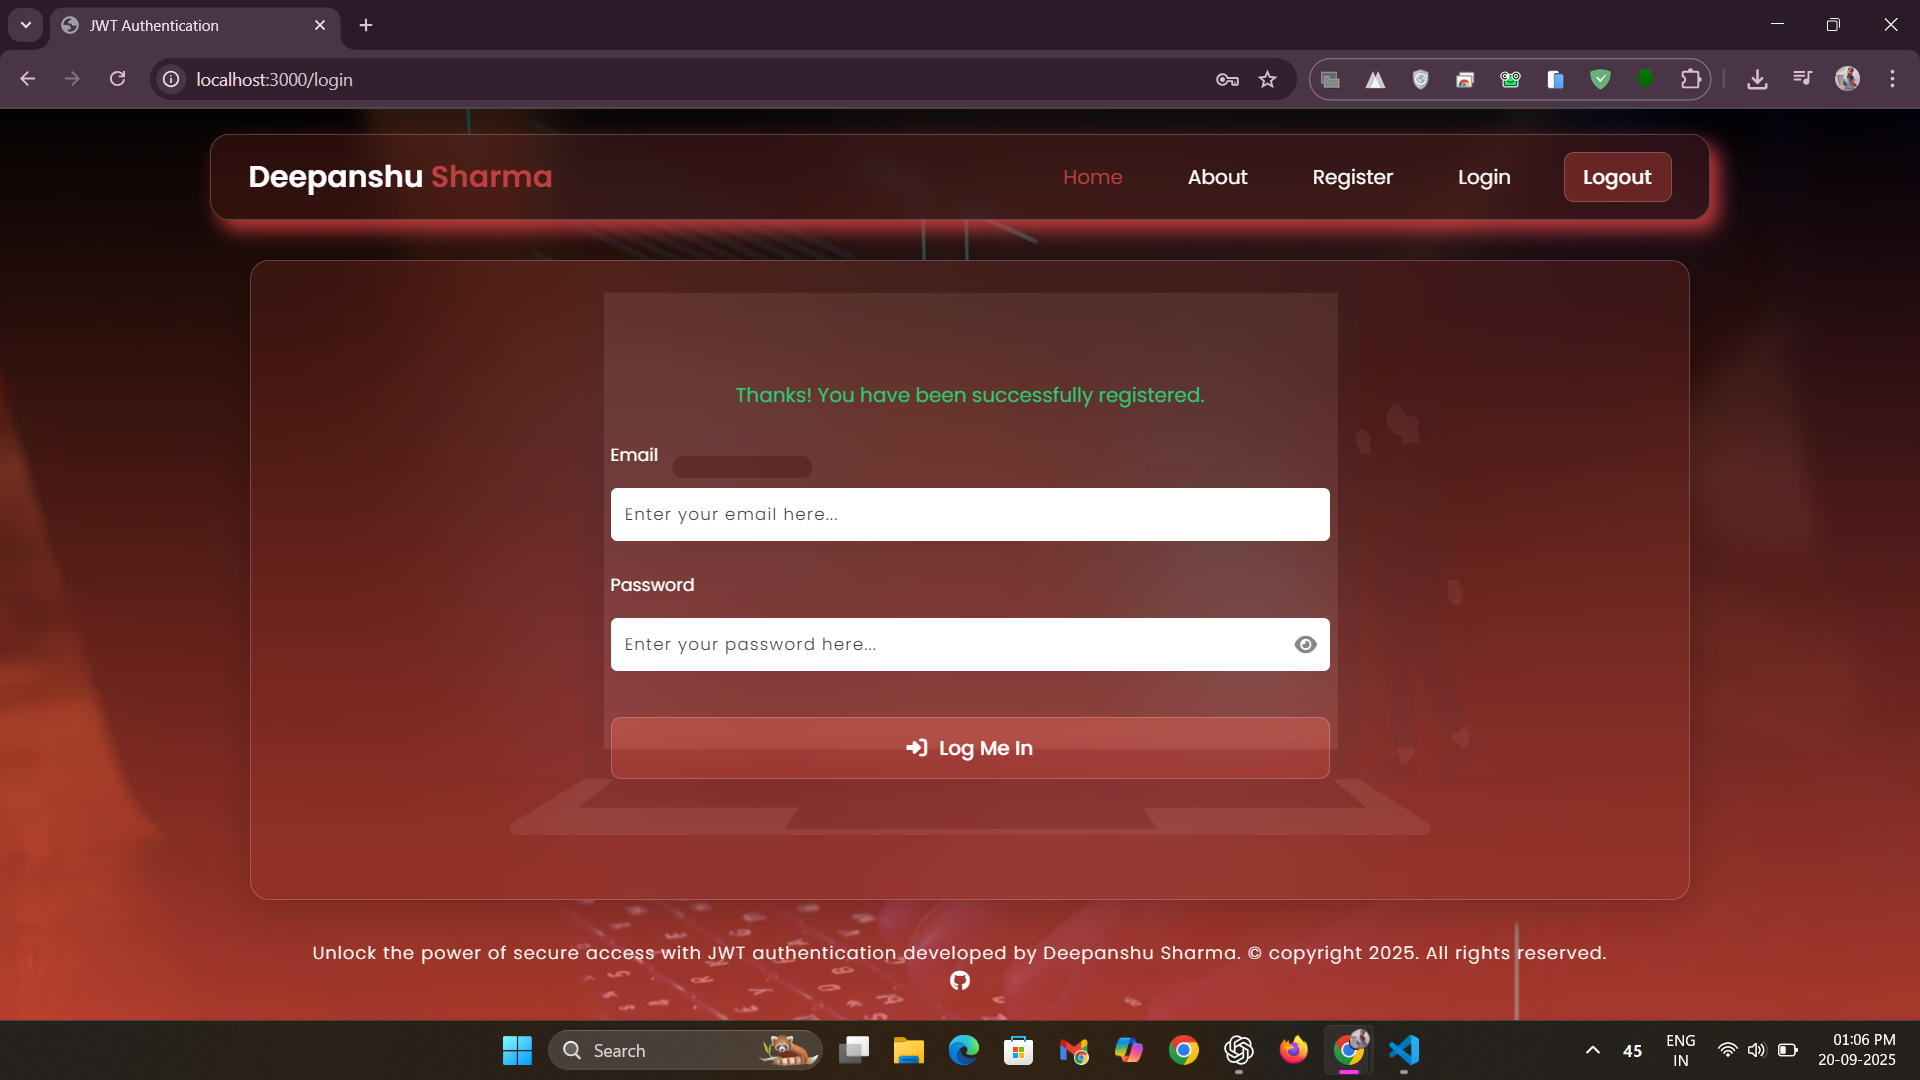 JWT Authentication
localhost:3000/login
Deepanshu Sharma
Home
About
Register
Login
Logout
Thanks! You have been successfully registered.
Email
Enter your email here...
Password
Enter your password here...
Log Me In
Unlock the power of secure access with JWT authentication developed by Deepanshu Sharma. © copyright 2025. All rights reserved.
Search
45
ENG
IN
01:06 PM
20-09-2025